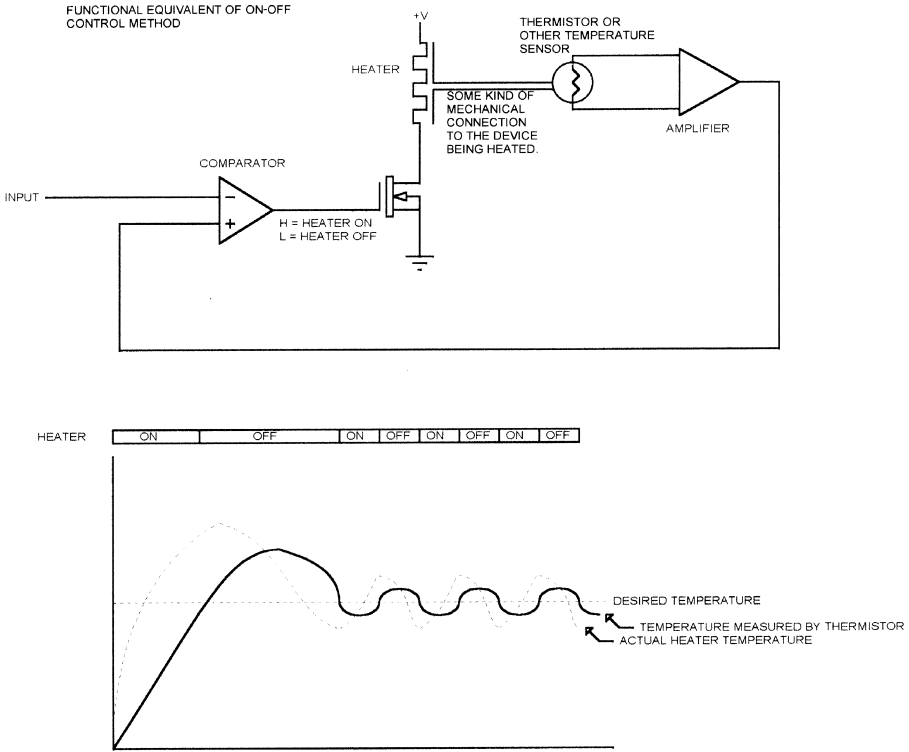 FUNCTIONAL EQUIVALENT OF ON-OFF
CONTROL METHOD
+V
HEATER
THERMISTOR OR
OTHER TEMPERATURE
SENSOR
SOME KIND OF
MECHANICAL
CONNECTION
TO THE DEVICE
BEING HEATED.
AMPLIFIER
COMPARATOR
INPUT
−
+
H = HEATER ON
L = HEATER OFF
HEATER ON OFF ON OFF ON OFF ON OFF
DESIRED TEMPERATURE
TEMPERATURE MEASURED BY THERMISTOR
ACTUAL HEATER TEMPERATURE